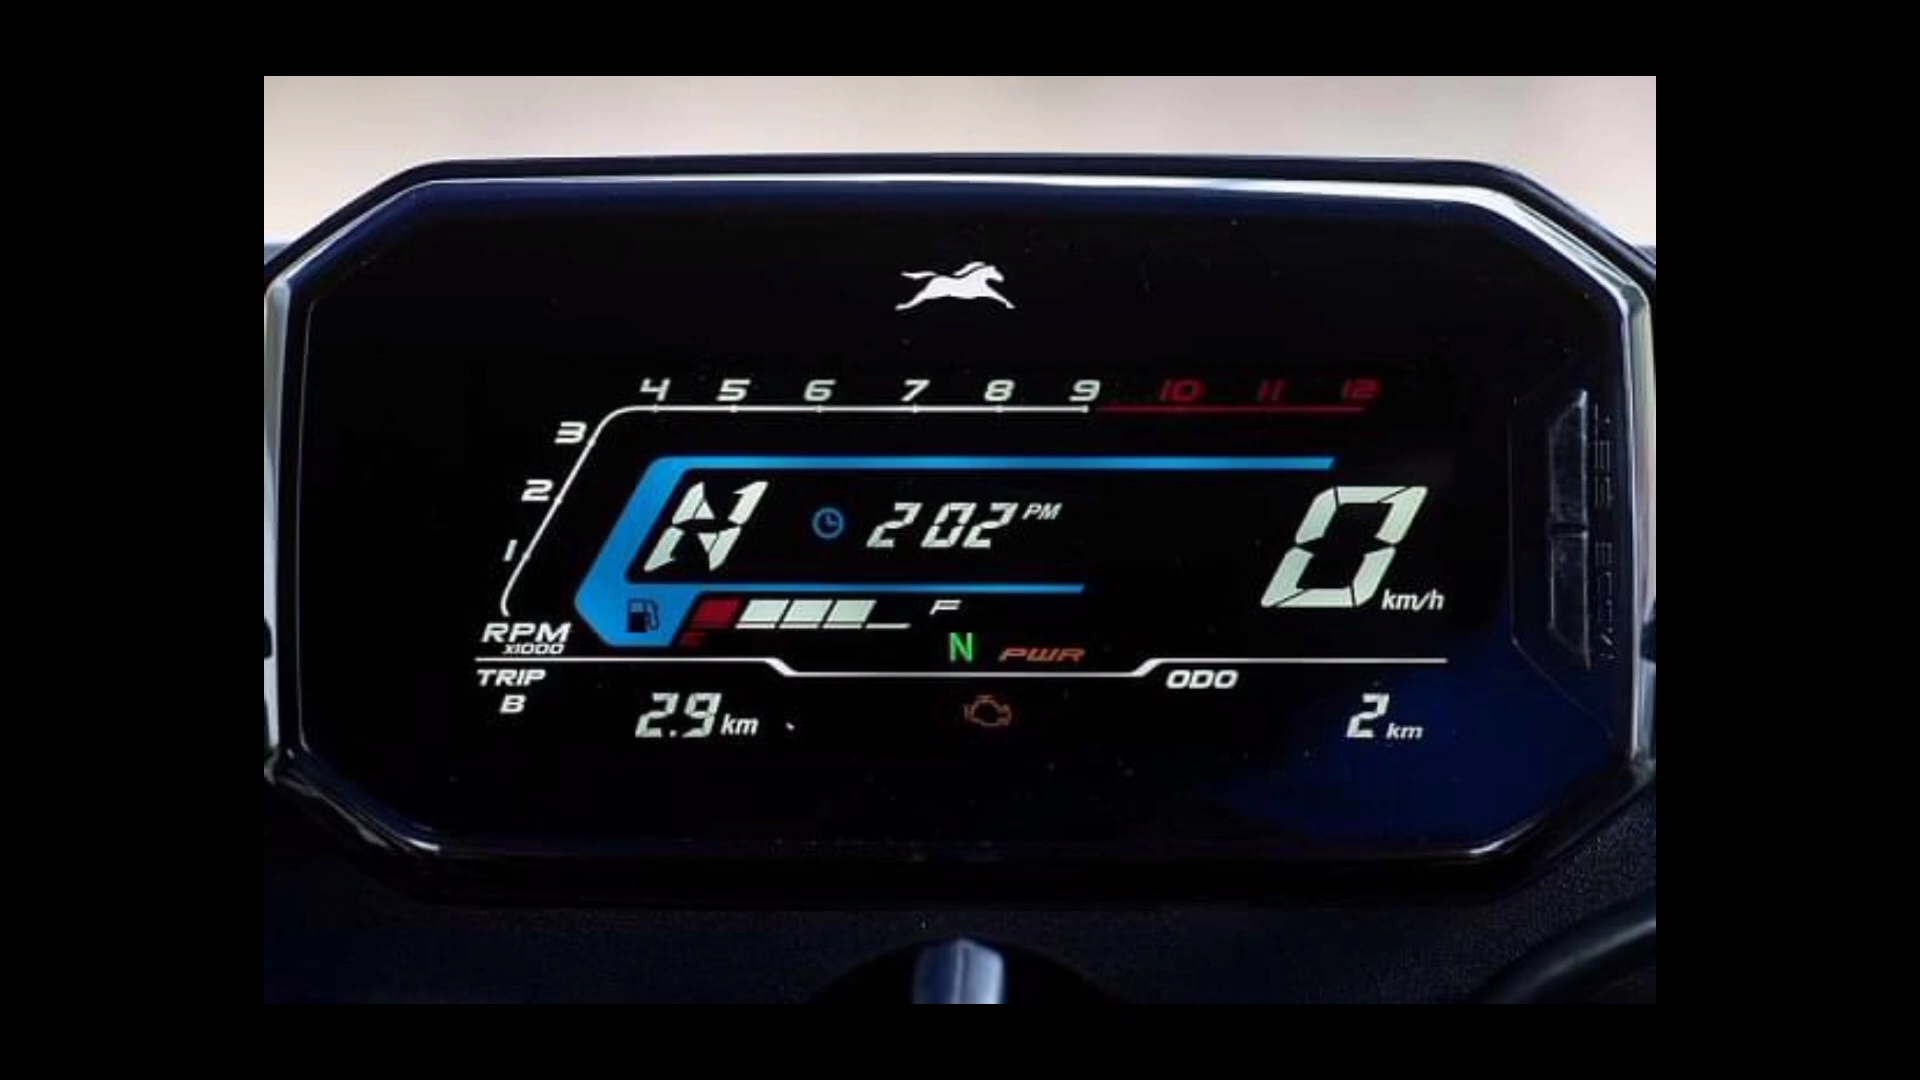 4 5 6 7 8 9 10 11 12
3
2
1
N 2 02 PM
0 km/h
F
E
RPM
x1000
N PWR
TRIP
B
2.9 km
ODO
2 km